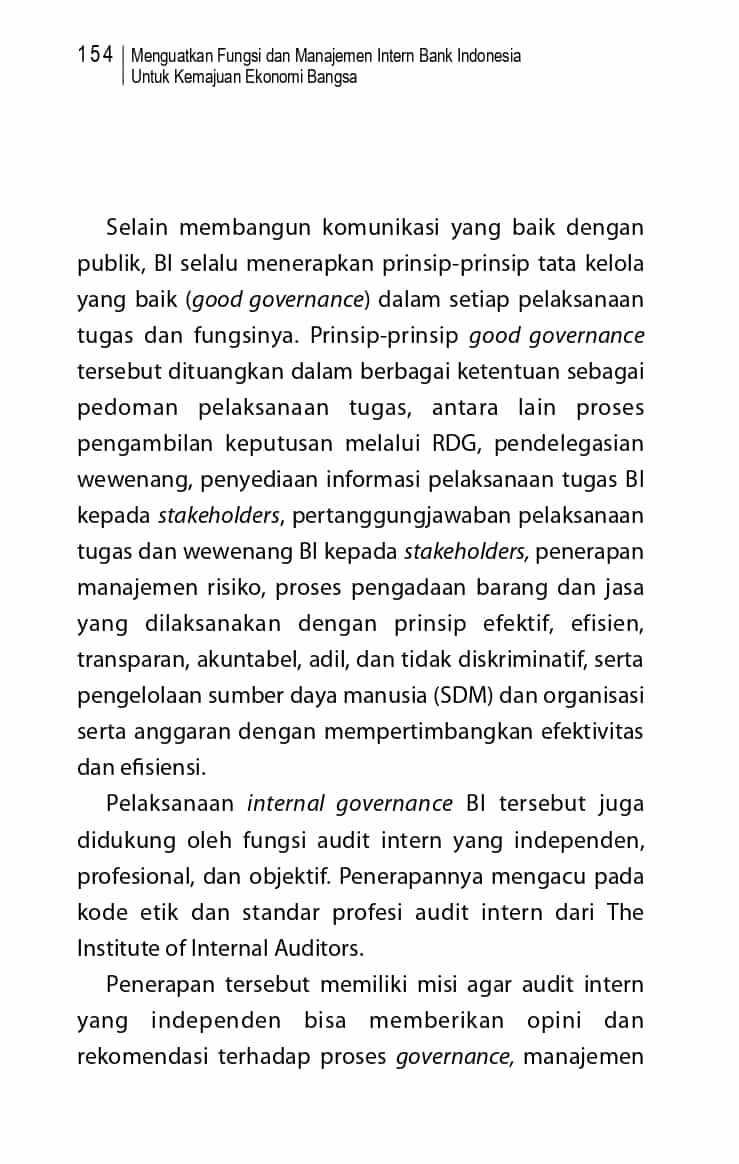 154 Menguatkan Fungsi dan Manajemen Intern Bank Indonesia
Untuk Kemajuan Ekonomi Bangsa
Selain membangun komunikasi yang baik dengan
publik, BI selalu menerapkan prinsip-prinsip tata kelola
yang baik (good governance) dalam setiap pelaksanaan
tugas dan fungsinya. Prinsip-prinsip good governance
tersebut dituangkan dalam berbagai ketentuan sebagai
pedoman pelaksanaan tugas, antara lain proses
pengambilan keputusan melalui RDG, pendelegasian
wewenang, penyediaan informasi pelaksanaan tugas BI
kepada stakeholders, pertanggungjawaban pelaksanaan
tugas dan wewenang BI kepada stakeholders, penerapan
manajemen risiko, proses pengadaan barang dan jasa
yang dilaksanakan dengan prinsip efektif, efisien,
transparan, akuntabel, adil, dan tidak diskriminatif, serta
pengelolaan sumber daya manusia (SDM) dan organisasi
serta anggaran dengan mempertimbangkan efektivitas
dan efisiensi.
Pelaksanaan internal governance BI tersebut juga
didukung oleh fungsi audit intern yang independen,
profesional, dan objektif. Penerapannya mengacu pada
kode etik dan standar profesi audit intern dari The
Institute of Internal Auditors.
Penerapan tersebut memiliki misi agar audit intern
yang independen bisa memberikan opini dan
rekomendasi terhadap proses governance, manajemen